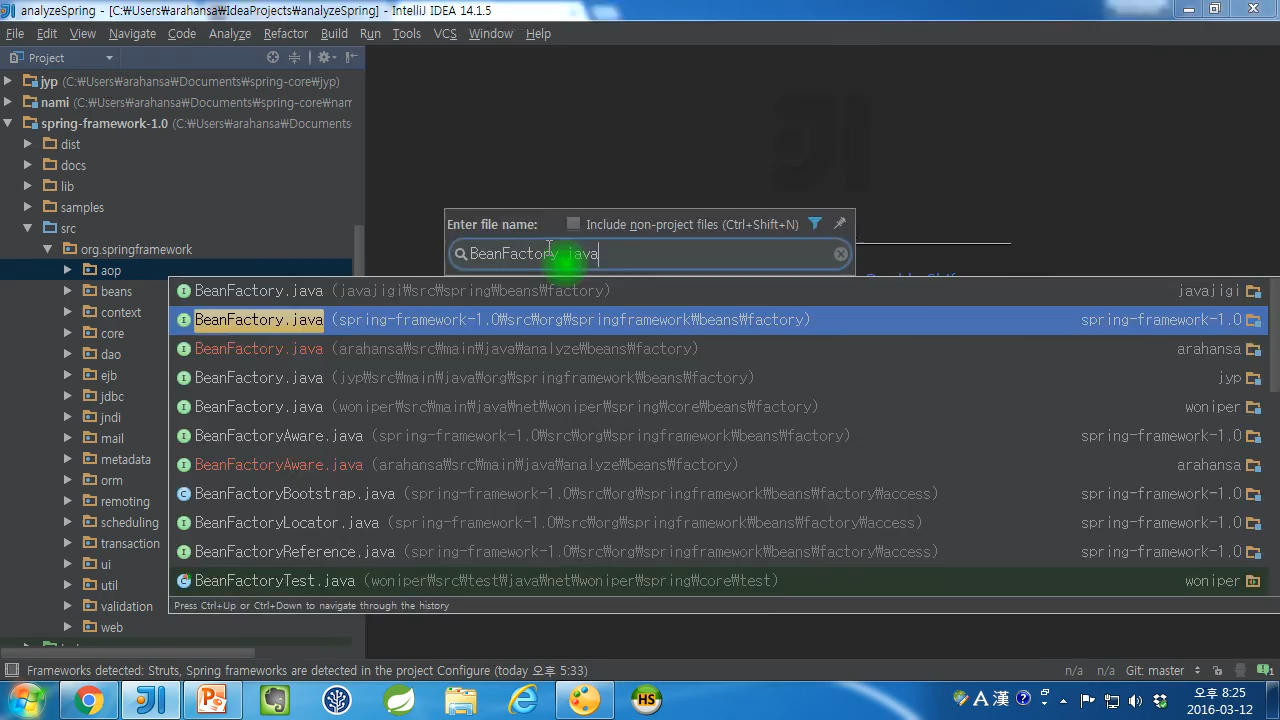 analyzeSpring - [C:￦Users￦arahansa￦IdeaProjects￦analyzeSpring] - IntelliJ IDEA 14.1.5
File Edit View Navigate Code Analyze Refactor Build Run Tools VCS Window Help
Project
jyp (C:￦Users￦arahansa￦Documents￦spring-core￦jyp)
nami (C:￦Users￦arahansa￦Documents￦spring-core￦nam
spring-framework-1.0 (C:￦Users￦arahansa￦Documents
dist
docs
lib
samples
src
org.springframework
aop
beans
context
core
dao
ejb
jdbc
jndi
mail
metadata
orm
remoting
scheduling
transaction
ui
util
validation
web
Enter file name: Include non-project files (Ctrl+Shift+N)
BeanFactory.java
BeanFactory.java (javajigi￦src￦spring￦beans￦factory) javajigi
BeanFactory.java (spring-framework-1.0￦src￦org￦springframework￦beans￦factory) spring-framework-1.0
BeanFactory.java (arahansa￦src￦main￦java￦analyze￦beans￦factory) arahansa
BeanFactory.java (jyp￦src￦main￦java￦org￦springframework￦beans￦factory) jyp
BeanFactory.java (woniper￦src￦main￦java￦net￦woniper￦spring￦core￦beans￦factory) woniper
BeanFactoryAware.java (spring-framework-1.0￦src￦org￦springframework￦beans￦factory) spring-framework-1.0
BeanFactoryAware.java (arahansa￦src￦main￦java￦analyze￦beans￦factory) arahansa
BeanFactoryBootstrap.java (spring-framework-1.0￦src￦org￦springframework￦beans￦factory￦access) spring-framework-1.0
BeanFactoryLocator.java (spring-framework-1.0￦src￦org￦springframework￦beans￦factory￦access) spring-framework-1.0
BeanFactoryReference.java (spring-framework-1.0￦src￦org￦springframework￦beans￦factory￦access) spring-framework-1.0
BeanFactoryTest.java (woniper￦src￦test￦java￦net￦woniper￦spring￦core￦test) woniper
Press Ctrl+Up or Ctrl+Down to navigate through the history
Frameworks detected: Struts, Spring frameworks are detected in the project Configure (today 오후 5:33) n/a n/a Git: master 1
HS A 漢 오후 8:25
2016-03-12